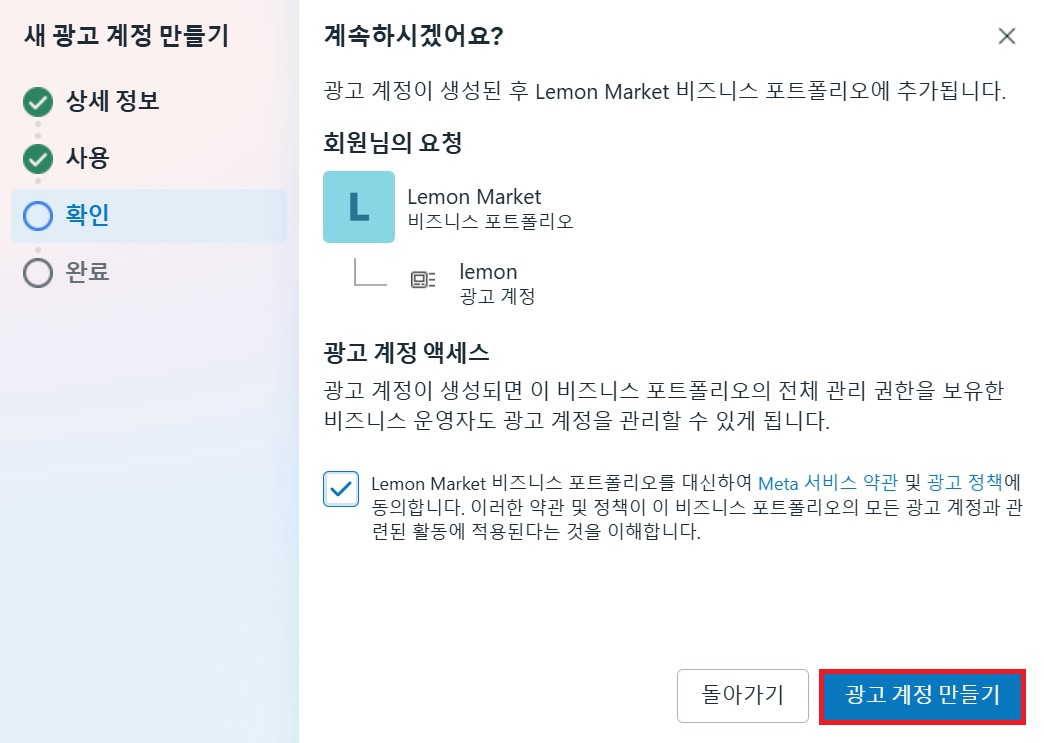 새 광고 계정 만들기
상세 정보
사용
확인
완료
계속하시겠어요?
광고 계정이 생성된 후 Lemon Market 비즈니스 포트폴리오에 추가됩니다.
회원님의 요청
L
Lemon Market
비즈니스 포트폴리오
lemon
광고 계정
광고 계정 액세스
광고 계정이 생성되면 이 비즈니스 포트폴리오의 전체 관리 권한을 보유한
비즈니스 운영자도 광고 계정을 관리할 수 있게 됩니다.
Lemon Market 비즈니스 포트폴리오를 대신하여 Meta 서비스 약관 및 광고 정책에
동의합니다. 이러한 약관 및 정책이 이 비즈니스 포트폴리오의 모든 광고 계정과 관
련된 활동에 적용된다는 것을 이해합니다.
돌아가기
광고 계정 만들기